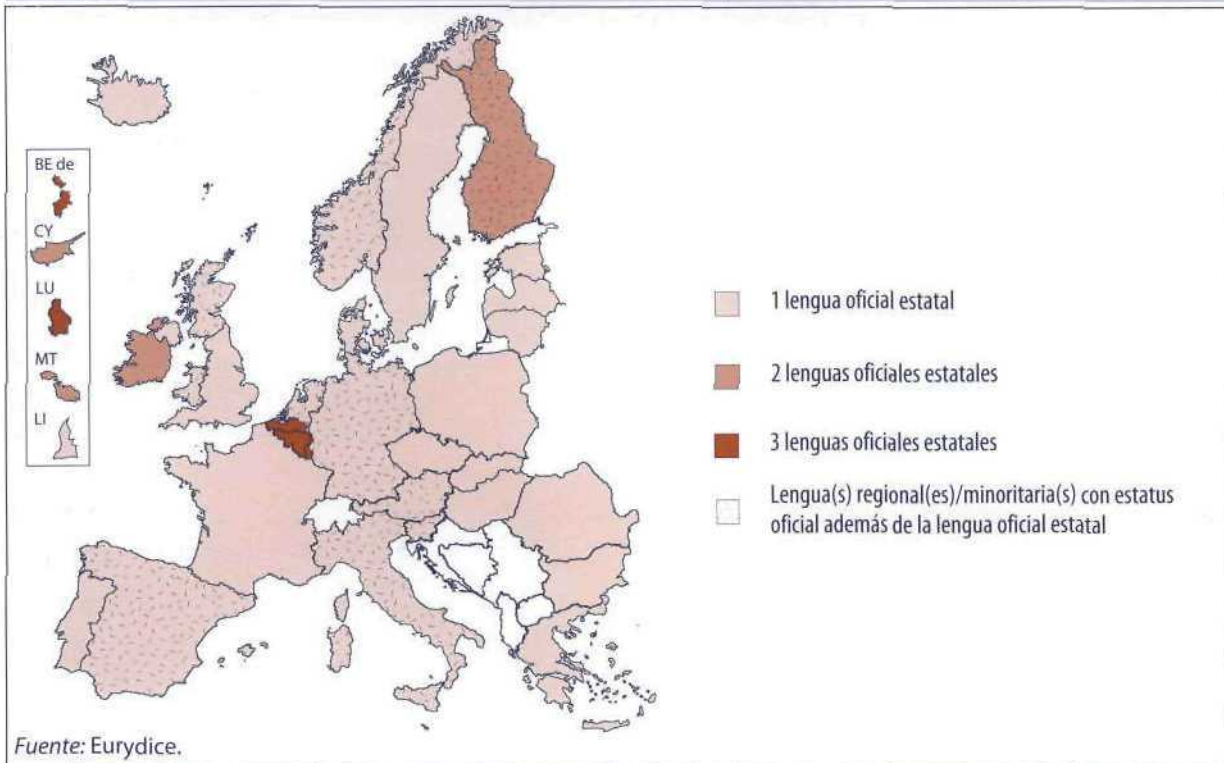 BE de
CY
LU
MT
LI
1 lengua oficial estatal
2 lenguas oficiales estatales
3 lenguas oficiales estatales
Lengua(s) regional(es)/minoritaria(s) con estatus
oficial además de la lengua oficial estatal
Fuente: Eurydice.